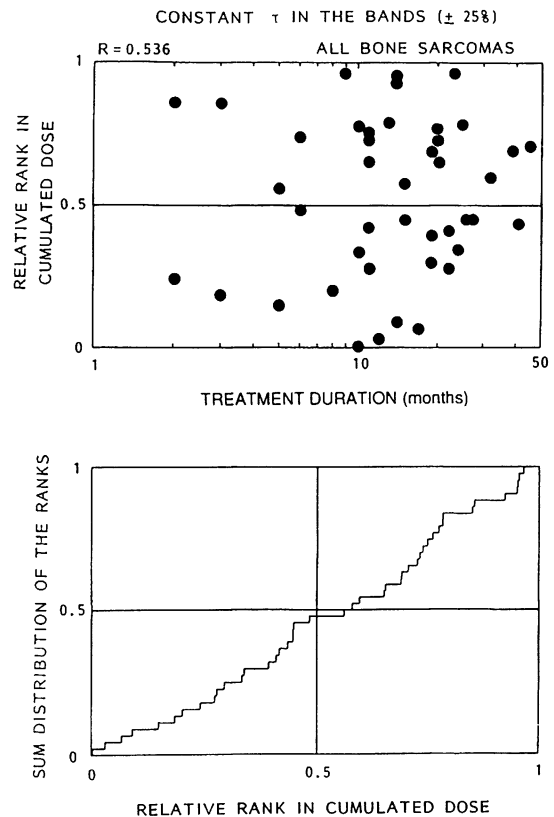 CONSTANT τ IN THE BANDS (± 25%)
R = 0.536 ALL BONE SARCOMAS
RELATIVE RANK IN
CUMULATED DOSE
1
0.5
0
1 10 50
TREATMENT DURATION (months)
SUM DISTRIBUTION OF THE RANKS
1
0.5
0
0 0.5 1
RELATIVE RANK IN CUMULATED DOSE